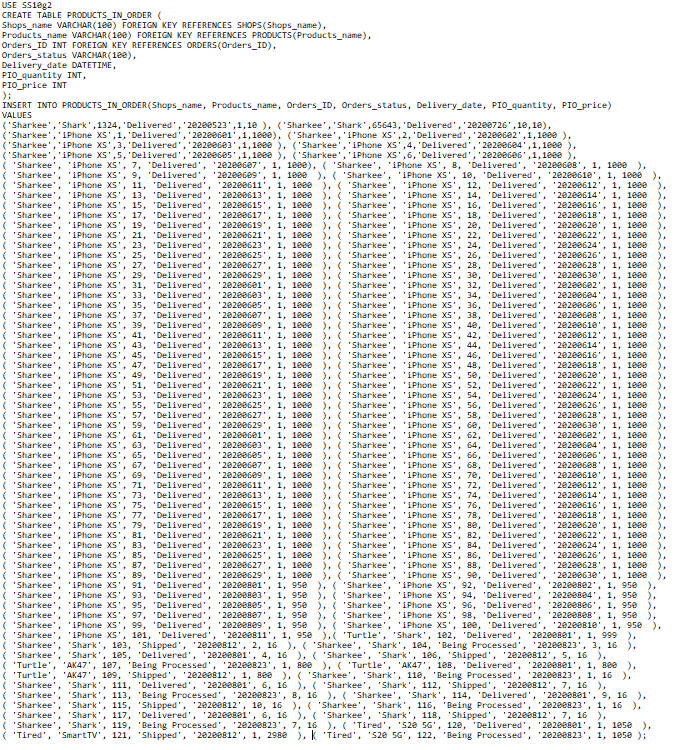 USE SS10g2
CREATE TABLE PRODUCTS_IN_ORDER (
Shops_name VARCHAR(100) FOREIGN KEY REFERENCES SHOPS(Shops_name),
Products_name VARCHAR(100) FOREIGN KEY REFERENCES PRODUCTS(Products_name),
Orders_ID INT FOREIGN KEY REFERENCES ORDERS(Orders_ID),
Orders_status VARCHAR(100),
Delivery_date DATETIME,
PIO_quantity INT,
PIO_price INT
);
INSERT INTO PRODUCTS_IN_ORDER(Shops_name, Products_name, Orders_ID, Orders_status, Delivery_date, PIO_quantity, PIO_price)
VALUES
('Sharkee','Shark',1324,'Delivered','20200523',1,10 ), ('Sharkee','Shark',65643,'Delivered','20200726',10,10),
('Sharkee','iPhone XS',1,'Delivered','20200601',1,1000), ('Sharkee','iPhone XS',2,'Delivered','20200602',1,1000 ),
('Sharkee','iPhone XS',3,'Delivered','20200603',1,1000 ), ('Sharkee','iPhone XS',4,'Delivered','20200604',1,1000 ),
('Sharkee','iPhone XS',5,'Delivered','20200605',1,1000 ), ('Sharkee','iPhone XS',6,'Delivered','20200606',1,1000 ),
( 'Sharkee', 'iPhone XS', 7, 'Delivered', '20200607', 1, 1000), ( 'Sharkee', 'iPhone XS', 8, 'Delivered', '20200608', 1, 1000 ),
( 'Sharkee', 'iPhone XS', 9, 'Delivered', '20200609', 1, 1000 ), ( 'Sharkee', 'iPhone XS', 10, 'Delivered', '20200610', 1, 1000 ),
( 'Sharkee', 'iPhone XS', 11, 'Delivered', '20200611', 1, 1000 ), ( 'Sharkee', 'iPhone XS', 12, 'Delivered', '20200612', 1, 1000 ),
( 'Sharkee', 'iPhone XS', 13, 'Delivered', '20200613', 1, 1000 ), ( 'Sharkee', 'iPhone XS', 14, 'Delivered', '20200614', 1, 1000 ),
( 'Sharkee', 'iPhone XS', 15, 'Delivered', '20200615', 1, 1000 ), ( 'Sharkee', 'iPhone XS', 16, 'Delivered', '20200616', 1, 1000 ),
( 'Sharkee', 'iPhone XS', 17, 'Delivered', '20200617', 1, 1000 ), ( 'Sharkee', 'iPhone XS', 18, 'Delivered', '20200618', 1, 1000 ),
( 'Sharkee', 'iPhone XS', 19, 'Delivered', '20200619', 1, 1000 ), ( 'Sharkee', 'iPhone XS', 20, 'Delivered', '20200620', 1, 1000 ),
( 'Sharkee', 'iPhone XS', 21, 'Delivered', '20200621', 1, 1000 ), ( 'Sharkee', 'iPhone XS', 22, 'Delivered', '20200622', 1, 1000 ),
( 'Sharkee', 'iPhone XS', 23, 'Delivered', '20200623', 1, 1000 ), ( 'Sharkee', 'iPhone XS', 24, 'Delivered', '20200624', 1, 1000 ),
( 'Sharkee', 'iPhone XS', 25, 'Delivered', '20200625', 1, 1000 ), ( 'Sharkee', 'iPhone XS', 26, 'Delivered', '20200626', 1, 1000 ),
( 'Sharkee', 'iPhone XS', 27, 'Delivered', '20200627', 1, 1000 ), ( 'Sharkee', 'iPhone XS', 28, 'Delivered', '20200628', 1, 1000 ),
( 'Sharkee', 'iPhone XS', 29, 'Delivered', '20200629', 1, 1000 ), ( 'Sharkee', 'iPhone XS', 30, 'Delivered', '20200630', 1, 1000 ),
( 'Sharkee', 'iPhone XS', 31, 'Delivered', '20200601', 1, 1000 ), ( 'Sharkee', 'iPhone XS', 32, 'Delivered', '20200602', 1, 1000 ),
( 'Sharkee', 'iPhone XS', 33, 'Delivered', '20200603', 1, 1000 ), ( 'Sharkee', 'iPhone XS', 34, 'Delivered', '20200604', 1, 1000 ),
( 'Sharkee', 'iPhone XS', 35, 'Delivered', '20200605', 1, 1000 ), ( 'Sharkee', 'iPhone XS', 36, 'Delivered', '20200606', 1, 1000 ),
( 'Sharkee', 'iPhone XS', 37, 'Delivered', '20200607', 1, 1000 ), ( 'Sharkee', 'iPhone XS', 38, 'Delivered', '20200608', 1, 1000 ),
( 'Sharkee', 'iPhone XS', 39, 'Delivered', '20200609', 1, 1000 ), ( 'Sharkee', 'iPhone XS', 40, 'Delivered', '20200610', 1, 1000 ),
( 'Sharkee', 'iPhone XS', 41, 'Delivered', '20200611', 1, 1000 ), ( 'Sharkee', 'iPhone XS', 42, 'Delivered', '20200612', 1, 1000 ),
( 'Sharkee', 'iPhone XS', 43, 'Delivered', '20200613', 1, 1000 ), ( 'Sharkee', 'iPhone XS', 44, 'Delivered', '20200614', 1, 1000 ),
( 'Sharkee', 'iPhone XS', 45, 'Delivered', '20200615', 1, 1000 ), ( 'Sharkee', 'iPhone XS', 46, 'Delivered', '20200616', 1, 1000 ),
( 'Sharkee', 'iPhone XS', 47, 'Delivered', '20200617', 1, 1000 ), ( 'Sharkee', 'iPhone XS', 48, 'Delivered', '20200618', 1, 1000 ),
( 'Sharkee', 'iPhone XS', 49, 'Delivered', '20200619', 1, 1000 ), ( 'Sharkee', 'iPhone XS', 50, 'Delivered', '20200620', 1, 1000 ),
( 'Sharkee', 'iPhone XS', 51, 'Delivered', '20200621', 1, 1000 ), ( 'Sharkee', 'iPhone XS', 52, 'Delivered', '20200622', 1, 1000 ),
( 'Sharkee', 'iPhone XS', 53, 'Delivered', '20200623', 1, 1000 ), ( 'Sharkee', 'iPhone XS', 54, 'Delivered', '20200624', 1, 1000 ),
( 'Sharkee', 'iPhone XS', 55, 'Delivered', '20200625', 1, 1000 ), ( 'Sharkee', 'iPhone XS', 56, 'Delivered', '20200626', 1, 1000 ),
( 'Sharkee', 'iPhone XS', 57, 'Delivered', '20200627', 1, 1000 ), ( 'Sharkee', 'iPhone XS', 58, 'Delivered', '20200628', 1, 1000 ),
( 'Sharkee', 'iPhone XS', 59, 'Delivered', '20200629', 1, 1000 ), ( 'Sharkee', 'iPhone XS', 60, 'Delivered', '20200630', 1, 1000 ),
( 'Sharkee', 'iPhone XS', 61, 'Delivered', '20200601', 1, 1000 ), ( 'Sharkee', 'iPhone XS', 62, 'Delivered', '20200602', 1, 1000 ),
( 'Sharkee', 'iPhone XS', 63, 'Delivered', '20200603', 1, 1000 ), ( 'Sharkee', 'iPhone XS', 64, 'Delivered', '20200604', 1, 1000 ),
( 'Sharkee', 'iPhone XS', 65, 'Delivered', '20200605', 1, 1000 ), ( 'Sharkee', 'iPhone XS', 66, 'Delivered', '20200606', 1, 1000 ),
( 'Sharkee', 'iPhone XS', 67, 'Delivered', '20200607', 1, 1000 ), ( 'Sharkee', 'iPhone XS', 68, 'Delivered', '20200608', 1, 1000 ),
( 'Sharkee', 'iPhone XS', 69, 'Delivered', '20200609', 1, 1000 ), ( 'Sharkee', 'iPhone XS', 70, 'Delivered', '20200610', 1, 1000 ),
( 'Sharkee', 'iPhone XS', 71, 'Delivered', '20200611', 1, 1000 ), ( 'Sharkee', 'iPhone XS', 72, 'Delivered', '20200612', 1, 1000 ),
( 'Sharkee', 'iPhone XS', 73, 'Delivered', '20200613', 1, 1000 ), ( 'Sharkee', 'iPhone XS', 74, 'Delivered', '20200614', 1, 1000 ),
( 'Sharkee', 'iPhone XS', 75, 'Delivered', '20200615', 1, 1000 ), ( 'Sharkee', 'iPhone XS', 76, 'Delivered', '20200616', 1, 1000 ),
( 'Sharkee', 'iPhone XS', 77, 'Delivered', '20200617', 1, 1000 ), ( 'Sharkee', 'iPhone XS', 78, 'Delivered', '20200618', 1, 1000 ),
( 'Sharkee', 'iPhone XS', 79, 'Delivered', '20200619', 1, 1000 ), ( 'Sharkee', 'iPhone XS', 80, 'Delivered', '20200620', 1, 1000 ),
( 'Sharkee', 'iPhone XS', 81, 'Delivered', '20200621', 1, 1000 ), ( 'Sharkee', 'iPhone XS', 82, 'Delivered', '20200622', 1, 1000 ),
( 'Sharkee', 'iPhone XS', 83, 'Delivered', '20200623', 1, 1000 ), ( 'Sharkee', 'iPhone XS', 84, 'Delivered', '20200624', 1, 1000 ),
( 'Sharkee', 'iPhone XS', 85, 'Delivered', '20200625', 1, 1000 ), ( 'Sharkee', 'iPhone XS', 86, 'Delivered', '20200626', 1, 1000 ),
( 'Sharkee', 'iPhone XS', 87, 'Delivered', '20200627', 1, 1000 ), ( 'Sharkee', 'iPhone XS', 88, 'Delivered', '20200628', 1, 1000 ),
( 'Sharkee', 'iPhone XS', 89, 'Delivered', '20200629', 1, 1000 ), ( 'Sharkee', 'iPhone XS', 90, 'Delivered', '20200630', 1, 1000 ),
( 'Sharkee', 'iPhone XS', 91, 'Delivered', '20200801', 1, 950 ), ( 'Sharkee', 'iPhone XS', 92, 'Delivered', '20200802', 1, 950 ),
( 'Sharkee', 'iPhone XS', 93, 'Delivered', '20200803', 1, 950 ), ( 'Sharkee', 'iPhone XS', 94, 'Delivered', '20200804', 1, 950 ),
( 'Sharkee', 'iPhone XS', 95, 'Delivered', '20200805', 1, 950 ), ( 'Sharkee', 'iPhone XS', 96, 'Delivered', '20200806', 1, 950 ),
( 'Sharkee', 'iPhone XS', 97, 'Delivered', '20200807', 1, 950 ), ( 'Sharkee', 'iPhone XS', 98, 'Delivered', '20200808', 1, 950 ),
( 'Sharkee', 'iPhone XS', 99, 'Delivered', '20200809', 1, 950 ), ( 'Sharkee', 'iPhone XS', 100, 'Delivered', '20200810', 1, 950 ),
( 'Sharkee', 'iPhone XS', 101, 'Delivered', '20200811', 1, 950 ),( 'Turtle', 'Shark', 102, 'Delivered', '20200801', 1, 999 ),
( 'Sharkee', 'Shark', 103, 'Shipped', '20200812', 2, 16 ), ( 'Sharkee', 'Shark', 104, 'Being Processed', '20200823', 3, 16 ),
( 'Sharkee', 'Shark', 105, 'Delivered', '20200801', 4, 16 ), ( 'Sharkee', 'Shark', 106, 'Shipped', '20200812', 5, 16 ),
( 'Turtle', 'AK47', 107, 'Being Processed', '20200823', 1, 800 ), ( 'Turtle', 'AK47', 108, 'Delivered', '20200801', 1, 800 ),
( 'Turtle', 'AK47', 109, 'Shipped', '20200812', 1, 800 ), ( 'Sharkee', 'Shark', 110, 'Being Processed', '20200823', 1, 16 ),
( 'Sharkee', 'Shark', 111, 'Delivered', '20200801', 6, 16 ), ( 'Sharkee', 'Shark', 112, 'Shipped', '20200812', 7, 16 ),
( 'Sharkee', 'Shark', 113, 'Being Processed', '20200823', 8, 16 ), ( 'Sharkee', 'Shark', 114, 'Delivered', '20200801', 9, 16 ),
( 'Sharkee', 'Shark', 115, 'Shipped', '20200812', 10, 16 ), ( 'Sharkee', 'Shark', 116, 'Being Processed', '20200823', 1, 16 ),
( 'Sharkee', 'Shark', 117, 'Delivered', '20200801', 6, 16 ), ( 'Sharkee', 'Shark', 118, 'Shipped', '20200812', 7, 16 ),
( 'Sharkee', 'Shark', 119, 'Being Processed', '20200823', 7, 16 ), ( 'Tired', 'S20 5G', 120, 'Delivered', '20200801', 1, 1050 ),
( 'Tired', 'SmartTV', 121, 'Shipped', '20200812', 1, 2980 ), ( 'Tired', 'S20 5G', 122, 'Being Processed', '20200823', 1, 1050 );